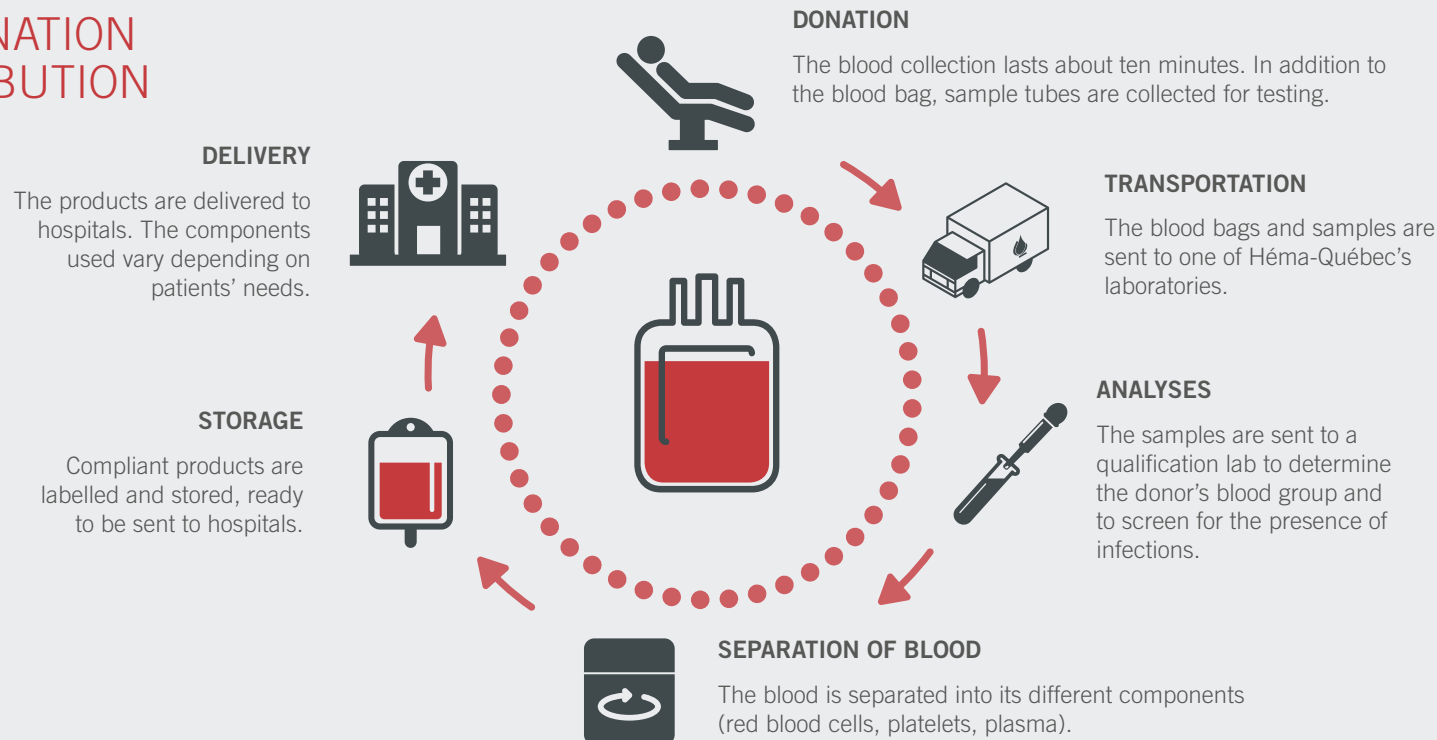 NATION
BUTION
DONATION
The blood collection lasts about ten minutes. In addition to
the blood bag, sample tubes are collected for testing.
TRANSPORTATION
The blood bags and samples are
sent to one of Héma-Québec’s
laboratories.
ANALYSES
The samples are sent to a
qualification lab to determine
the donor’s blood group and
to screen for the presence of
infections.
SEPARATION OF BLOOD
The blood is separated into its different components
(red blood cells, platelets, plasma).
STORAGE
Compliant products are
labelled and stored, ready
to be sent to hospitals.
DELIVERY
The products are delivered to
hospitals. The components
used vary depending on
patients’ needs.